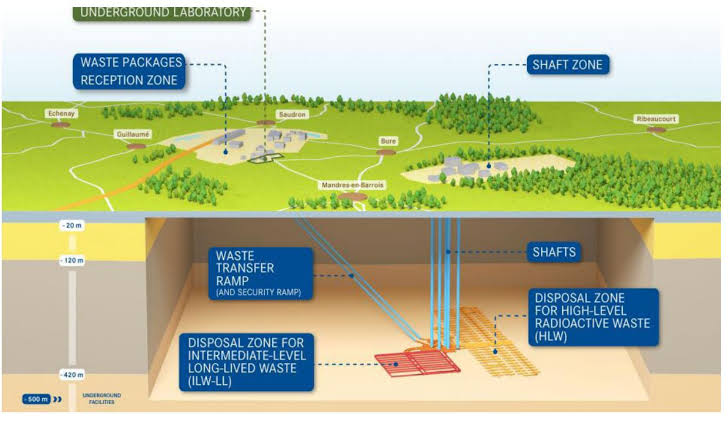 UNDERGROUND LABORATORY
WASTE PACKAGES
RECEPTION ZONE
SHAFT ZONE
Echenay
Saudron
Ribeaucourt
Guillaumé
Bure
Mandres-en-Barrois
- 20 m
- 120 m
WASTE
TRANSFER
RAMP
(AND SECURITY RAMP)
SHAFTS
DISPOSAL ZONE
FOR HIGH-LEVEL
RADIOACTIVE WASTE
(HLW)
DISPOSAL ZONE FOR
INTERMEDIATE-LEVEL
LONG-LIVED WASTE
(ILW-LL)
- 420 m
- 500 m
UNDERGROUND
FACILITIES